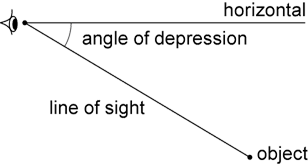 horizontal
angle of depression
line of sight
object